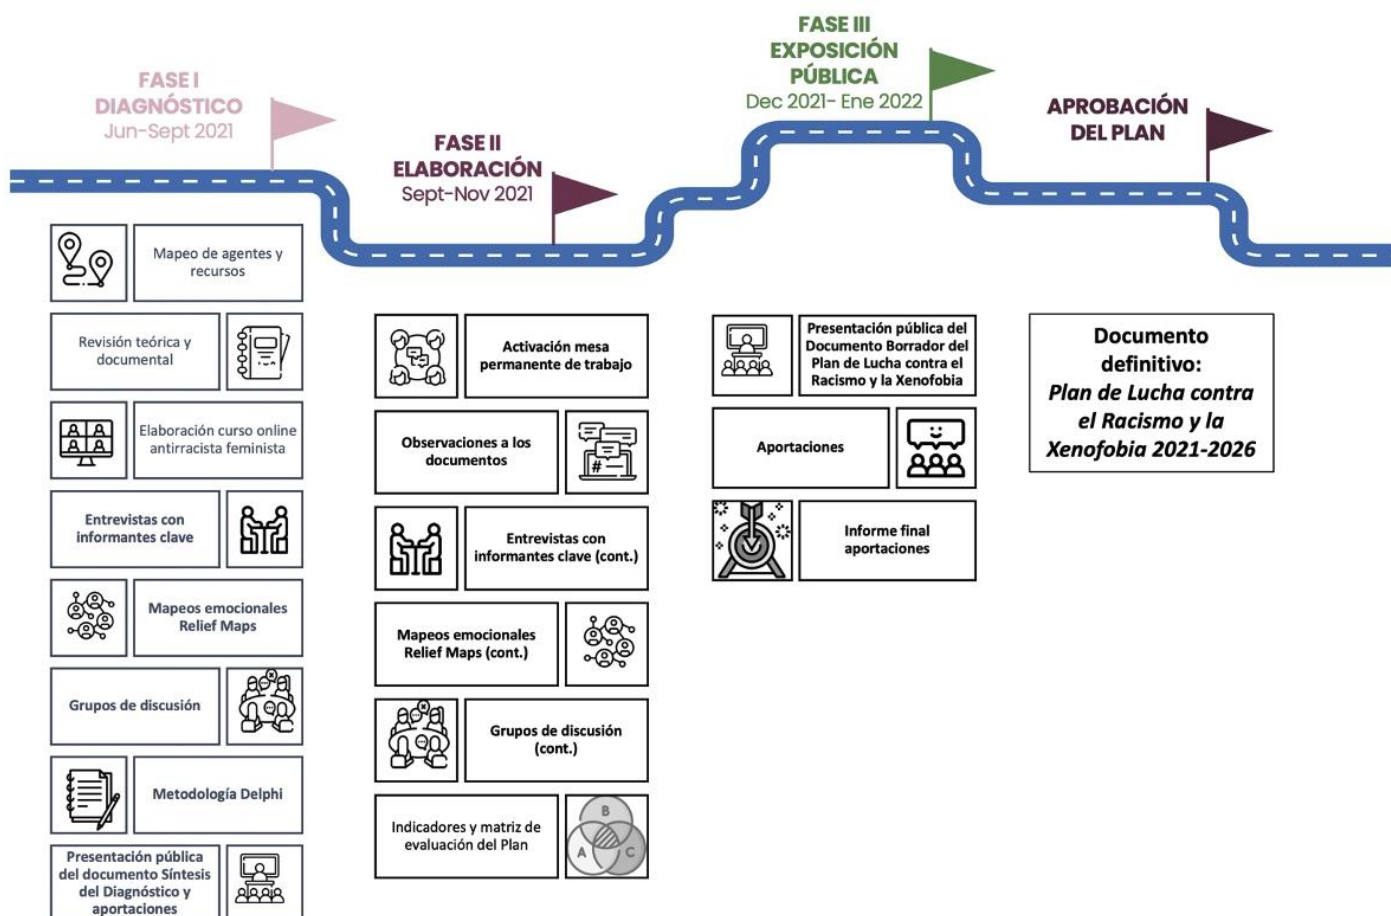 FASE I
DIAGNÓSTICO
Jun-Sept 2021
Mapeo de agentes y
recursos
Revisión teórica y
documental
Elaboración curso online
antirracista feminista
Entrevistas con
informantes clave
Mapeos emocionales
Relief Maps
Grupos de discusión
Metodología Delphi
Presentación pública
del documento Síntesis
del Diagnóstico y
aportaciones
FASE II
ELABORACIÓN
Sept-Nov 2021
Activación mesa
permanente de trabajo
Observaciones a los
documentos
#
Entrevistas con
informantes clave (cont.)
Mapeos emocionales
Relief Maps (cont.)
Grupos de discusión
(cont.)
Indicadores y matriz de
evaluación del Plan
B
A C
FASE III
EXPOSICIÓN
PÚBLICA
Dec 2021- Ene 2022
Presentación pública del
Documento Borrador del
Plan de Lucha contra el
Racismo y la Xenofobia
Aportaciones
Informe final
aportaciones
APROBACIÓN
DEL PLAN
Documento
definitivo:
Plan de Lucha contra
el Racismo y la
Xenofobia 2021-2026